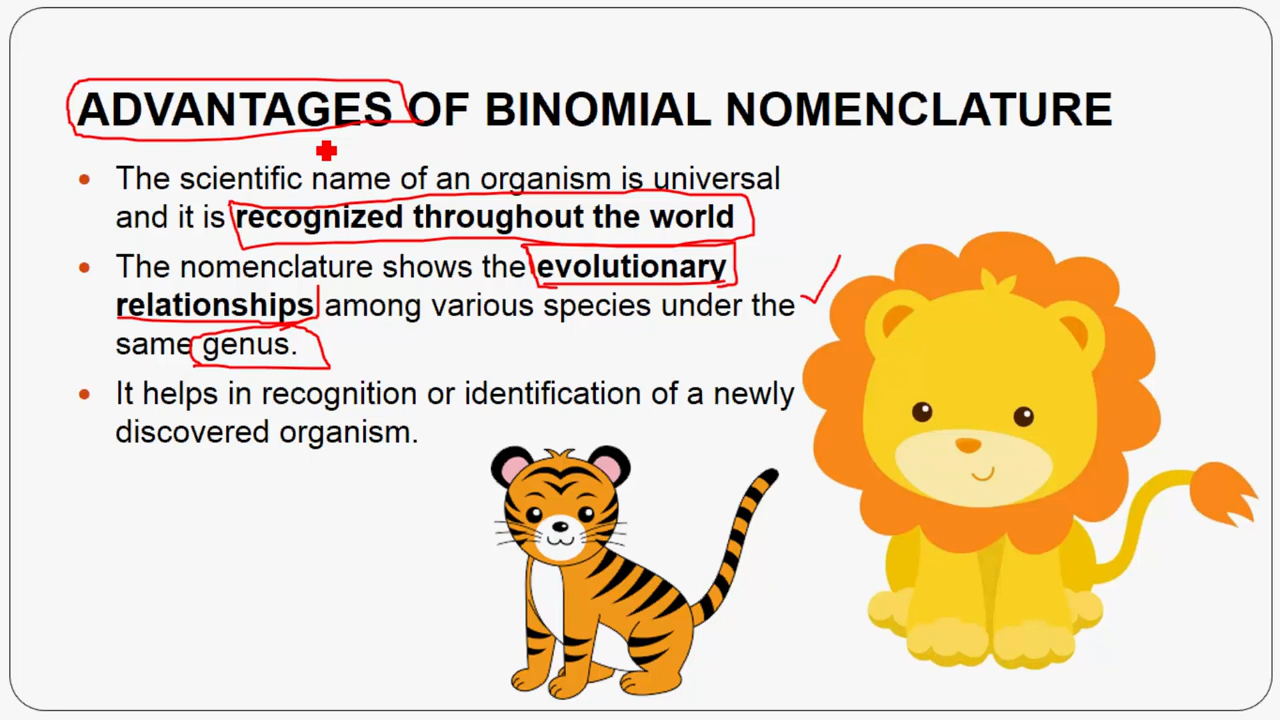 ADVANTAGES OF BINOMIAL NOMENCLATURE
• The scientific name of an organism is universal
and it is recognized throughout the world
• The nomenclature shows the evolutionary
relationships among various species under the
same genus.
• It helps in recognition or identification of a newly
discovered organism.